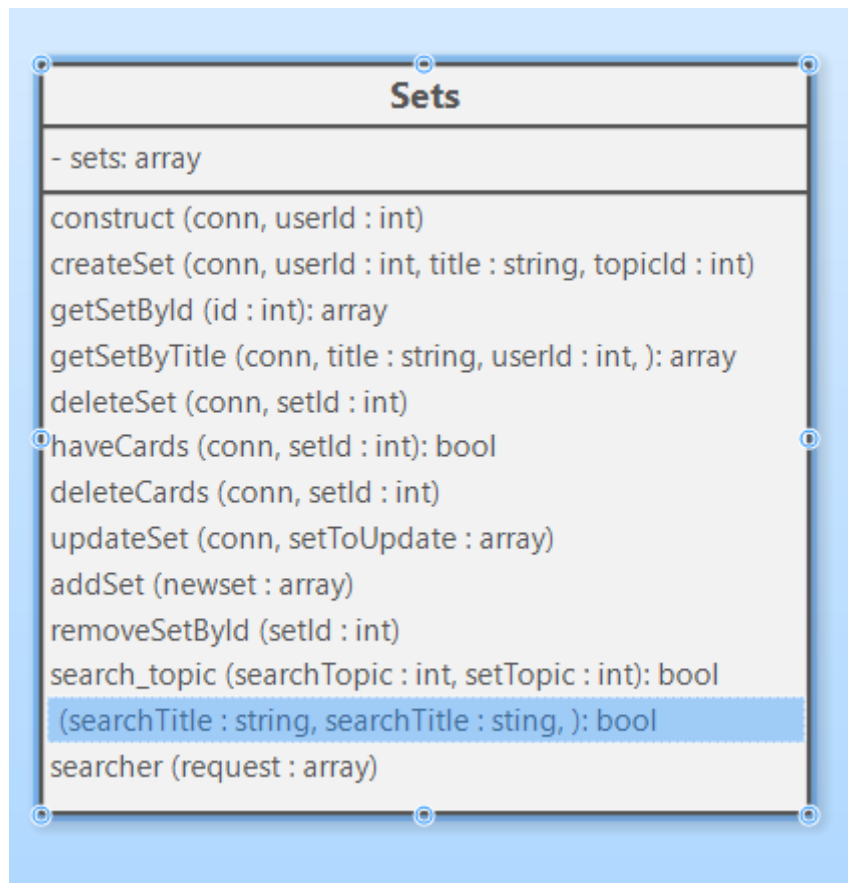 Sets
- sets: array
construct (conn, userId : int)
createSet (conn, userId : int, title : string, topicId : int)
getSetById (id : int): array
getSetByTitle (conn, title : string, userId : int, ): array
deleteSet (conn, setId : int)
haveCards (conn, setId : int): bool
deleteCards (conn, setId : int)
updateSet (conn, setToUpdate : array)
addSet (newset : array)
removeSetById (setId : int)
search_topic (searchTopic : int, setTopic : int): bool
(searchTitle : string, searchTitle : sting, ): bool
searcher (request : array)